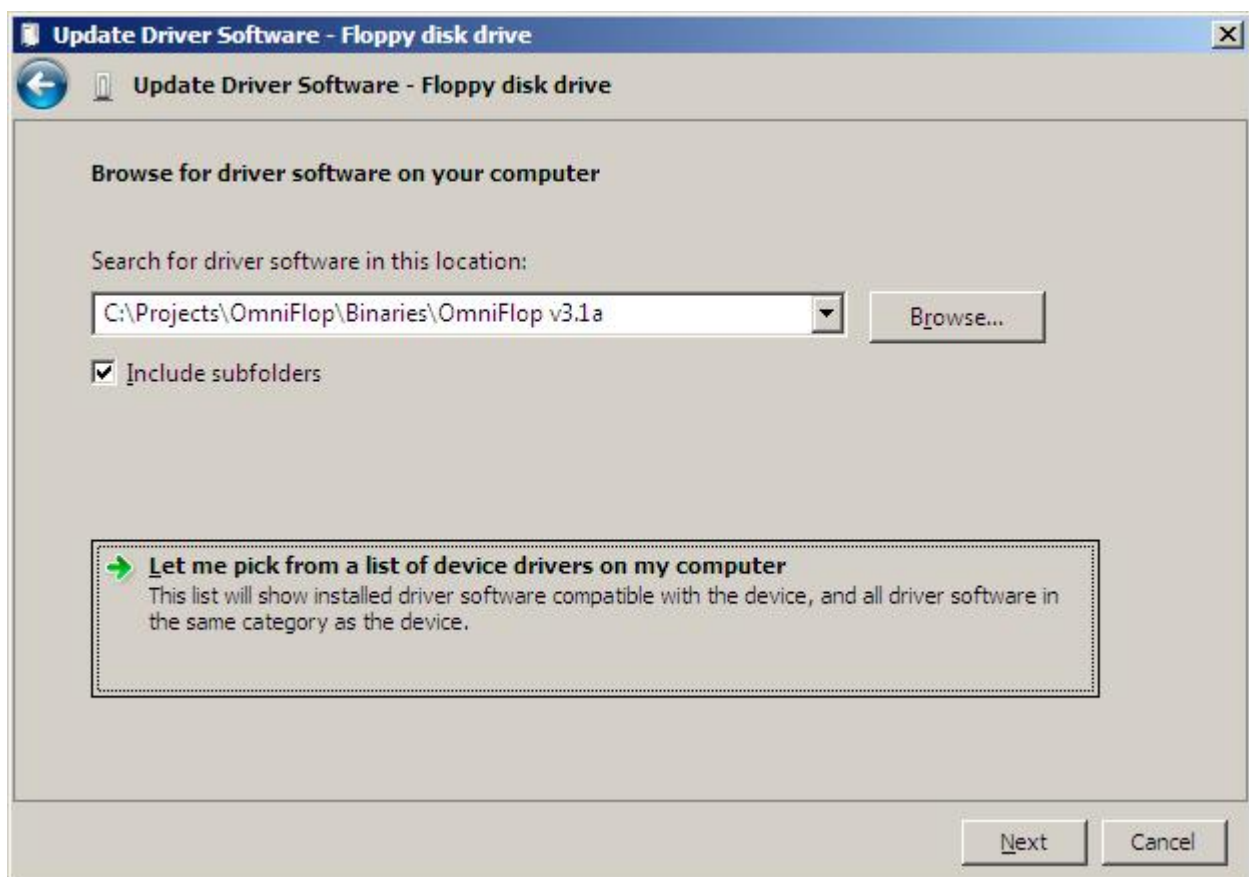 Update Driver Software - Floppy disk drive
Update Driver Software - Floppy disk drive
Browse for driver software on your computer
Search for driver software in this location:
C:\Projects\OmniFlop\Binaries\OmniFlop v3.1a
Browse...
Include subfolders
Let me pick from a list of device drivers on my computer
This list will show installed driver software compatible with the device, and all driver software in
the same category as the device.
Next
Cancel